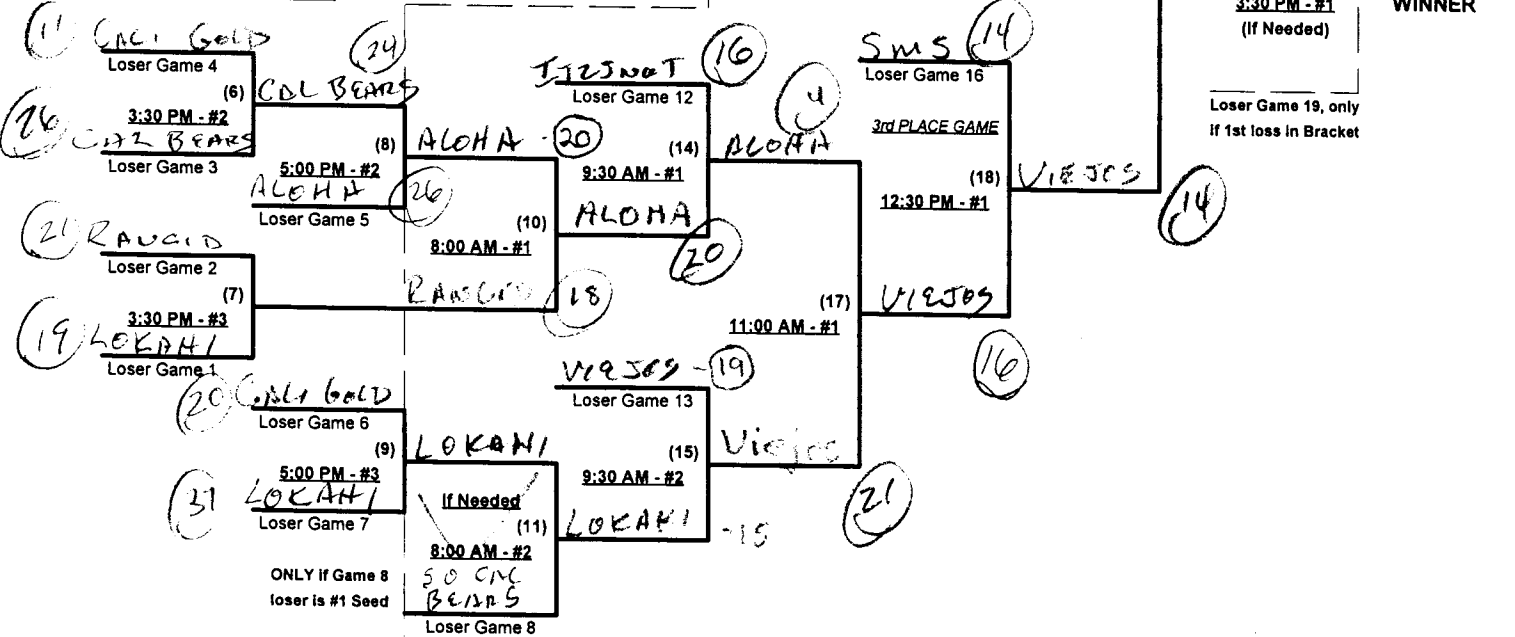 3:30 PM - #1
(If Needed)
WINNER
Loser Game 19, only
If 1st loss in Bracket
11 CALI GOLD
Loser Game 4
(6)
3:30 PM - #2
26 CAL BEARS
Loser Game 3
24
CAL BEARS
(8)
5:00 PM - #2
ALOHA 26
Loser Game 5
21 RANCID
Loser Game 2
(7)
3:30 PM - #3
19 LOKAHI
Loser Game 1
ALOHA - 20
(10)
8:00 AM - #1
RANCID 18
20 CALI GOLD
Loser Game 6
(9)
5:00 PM - #3
31 LOKAHI
Loser Game 7
LOKAHI
If Needed
(11)
8:00 AM - #2
ONLY if Game 8
loser is #1 Seed
SO CAL
BEARS
Loser Game 8
16
Loser Game 12
(14)
9:30 AM - #1
ALOHA
20
VIEJOS - 19
Loser Game 13
(15)
9:30 AM - #2
LOKAHI - 15
4
ALOHA
(17)
11:00 AM - #1
Viejos
21
SMS 14
Loser Game 16
3rd PLACE GAME
(18)
12:30 PM - #1
VIEJOS
16
VIEJOS
14